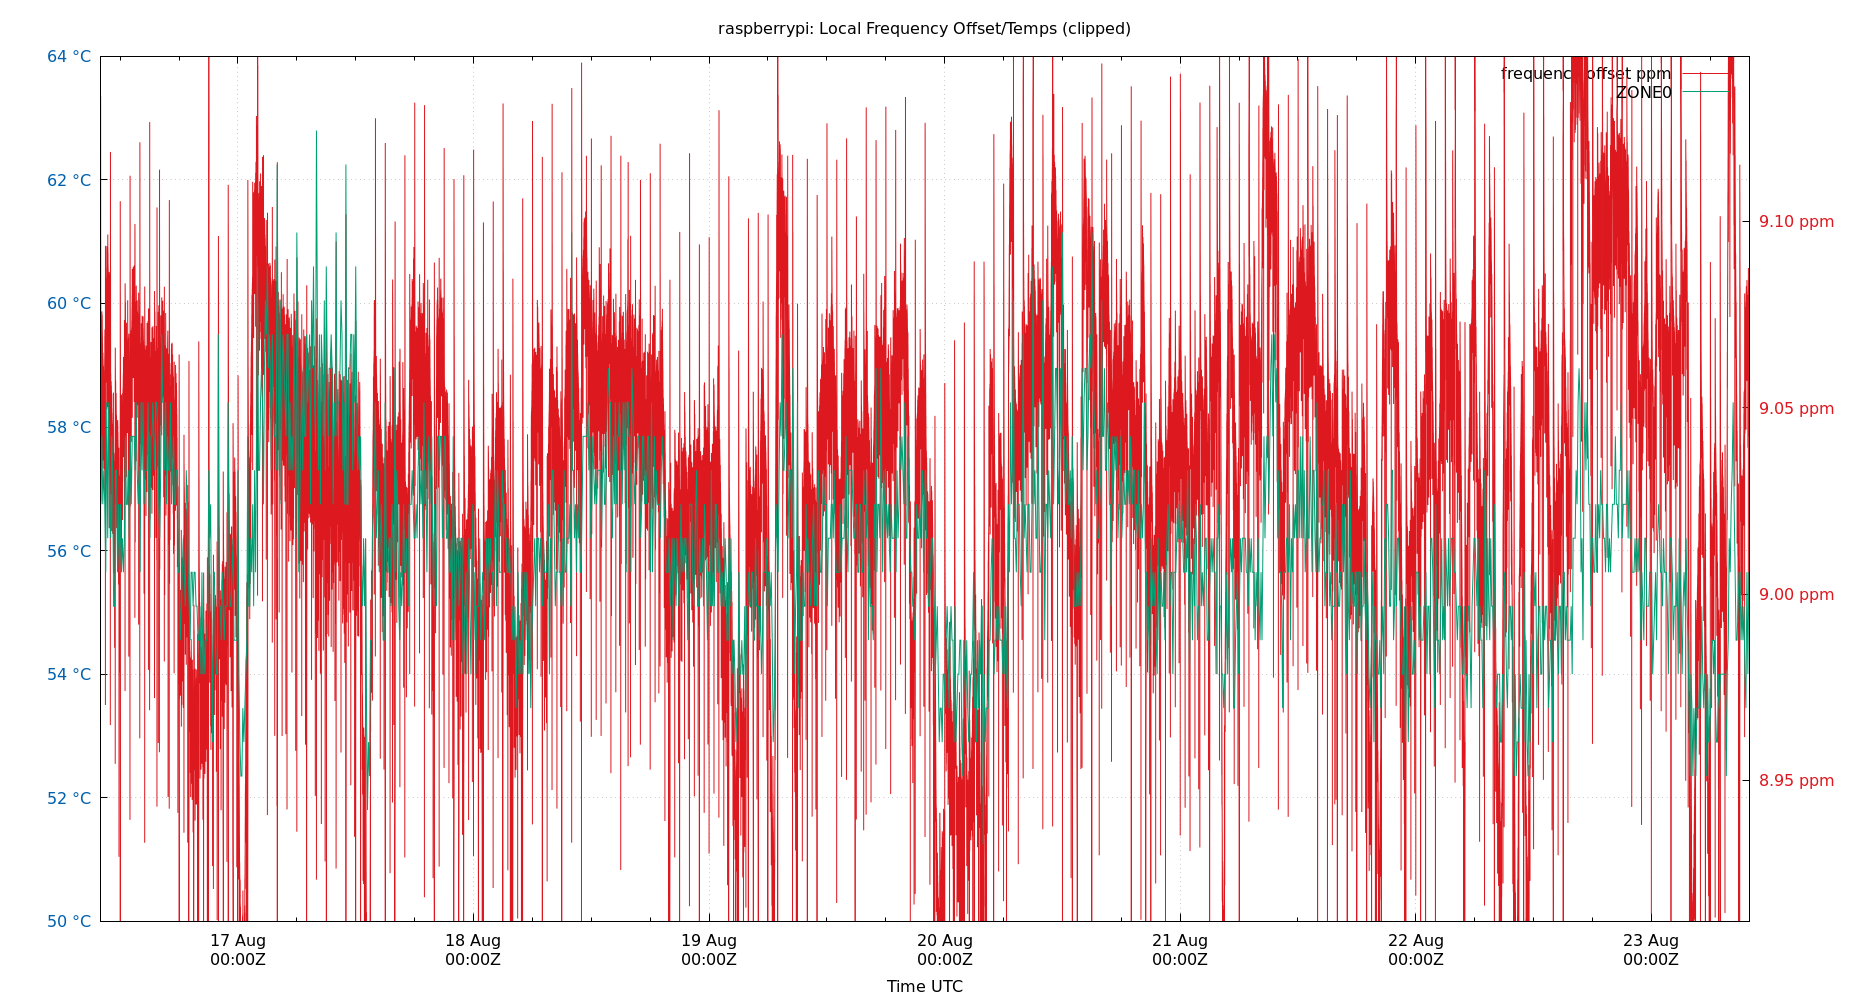 raspberrypi: Local Frequency Offset/Temps (clipped)
64 °C
62 °C
60 °C
58 °C
56 °C
54 °C
52 °C
50 °C
frequency offset ppm
ZONE0
9.10 ppm
9.05 ppm
9.00 ppm
8.95 ppm
17 Aug
00:00Z
18 Aug
00:00Z
19 Aug
00:00Z
20 Aug
00:00Z
21 Aug
00:00Z
22 Aug
00:00Z
23 Aug
00:00Z
Time UTC